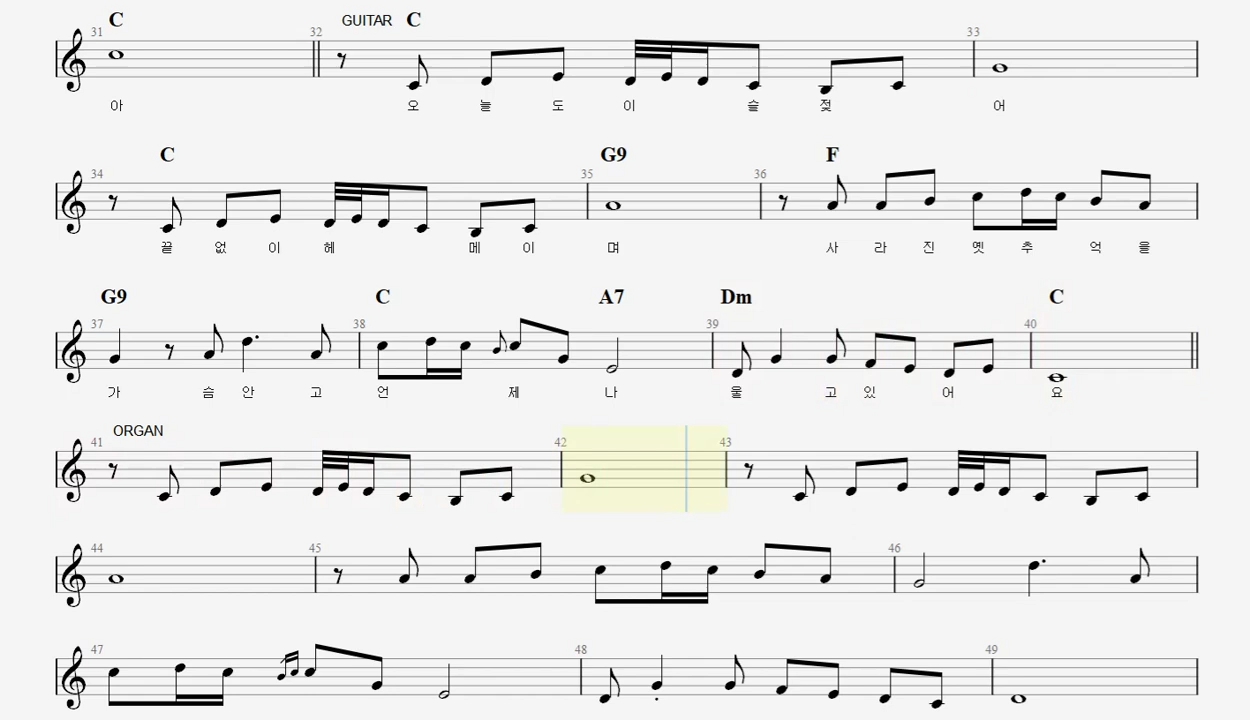 C GUITAR C
31 32 33
아 오 늘 도 이 슬 젖 어
C G9 F
34 35 36
끝 없 이 헤 메 이 며 사 라 진 옛 추 억 을
G9 C A7 Dm C
37 38 39 40
가 슴 안 고 언 제 나 울 고 있 어 요
ORGAN
41 42 43
44 45 46
47 48 49